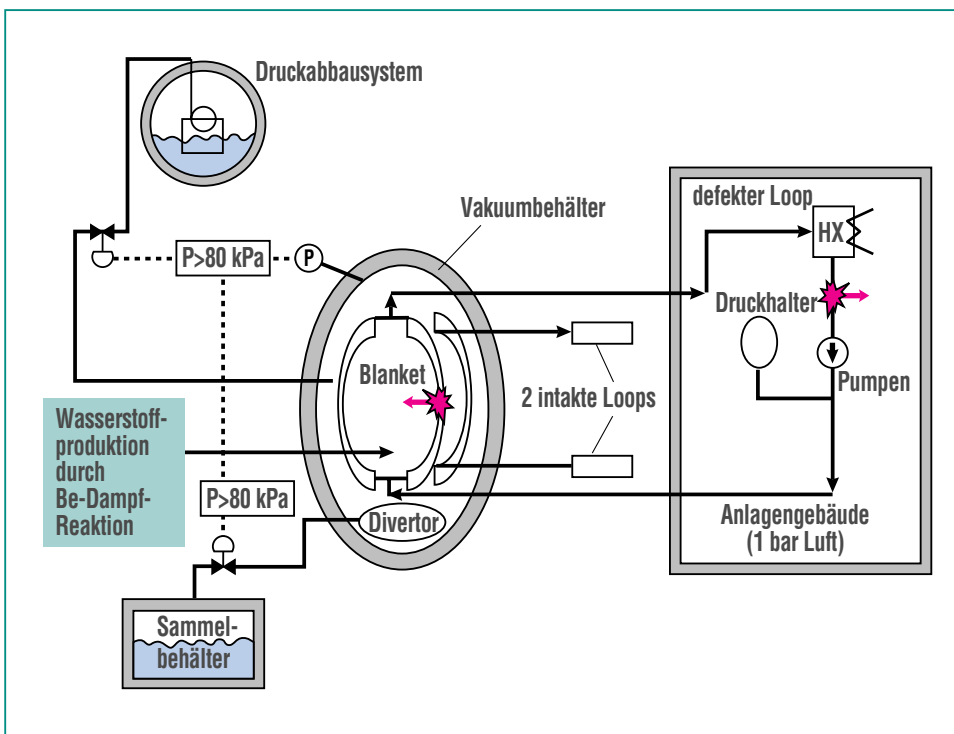 Druckabbausystem
defekter Loop
Vakuumbehälter
HX
P>80 kPa
P
Druckhalter
Blanket
Pumpen
2 intakte Loops
Wasserstoff-
produktion
durch
Be-Dampf-
Reaktion
P>80 kPa
Divertor
Anlagengebäude
(1 bar Luft)
Sammel-
behälter